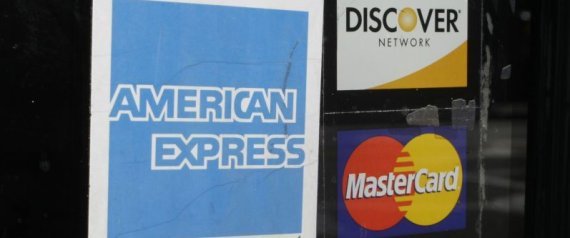 AMERICAN
EXPRESS
DISCOVER
NETWORK
MasterCard